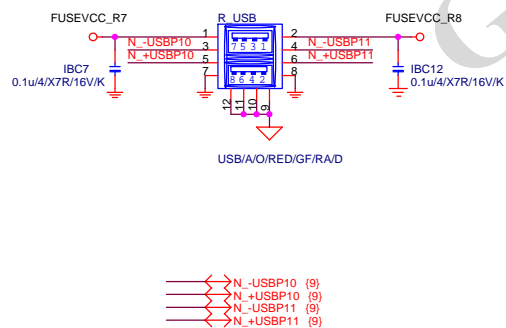 FUSEVCC_R7 R_USB FUSEVCC_R8
1 2
N_-USBP10 3 7 5 3 1 4 N_-USBP11
N_+USBP10 5 6 N_+USBP11
7 8 6 4 2 8
IBC7 IBC12
0.1u/4/X7R/16V/K 0.1u/4/X7R/16V/K
12 11 10 9
USB/A/O/RED/GF/RA/D
N_-USBP10 {9}
N_+USBP10 {9}
N_-USBP11 {9}
N_+USBP11 {9}